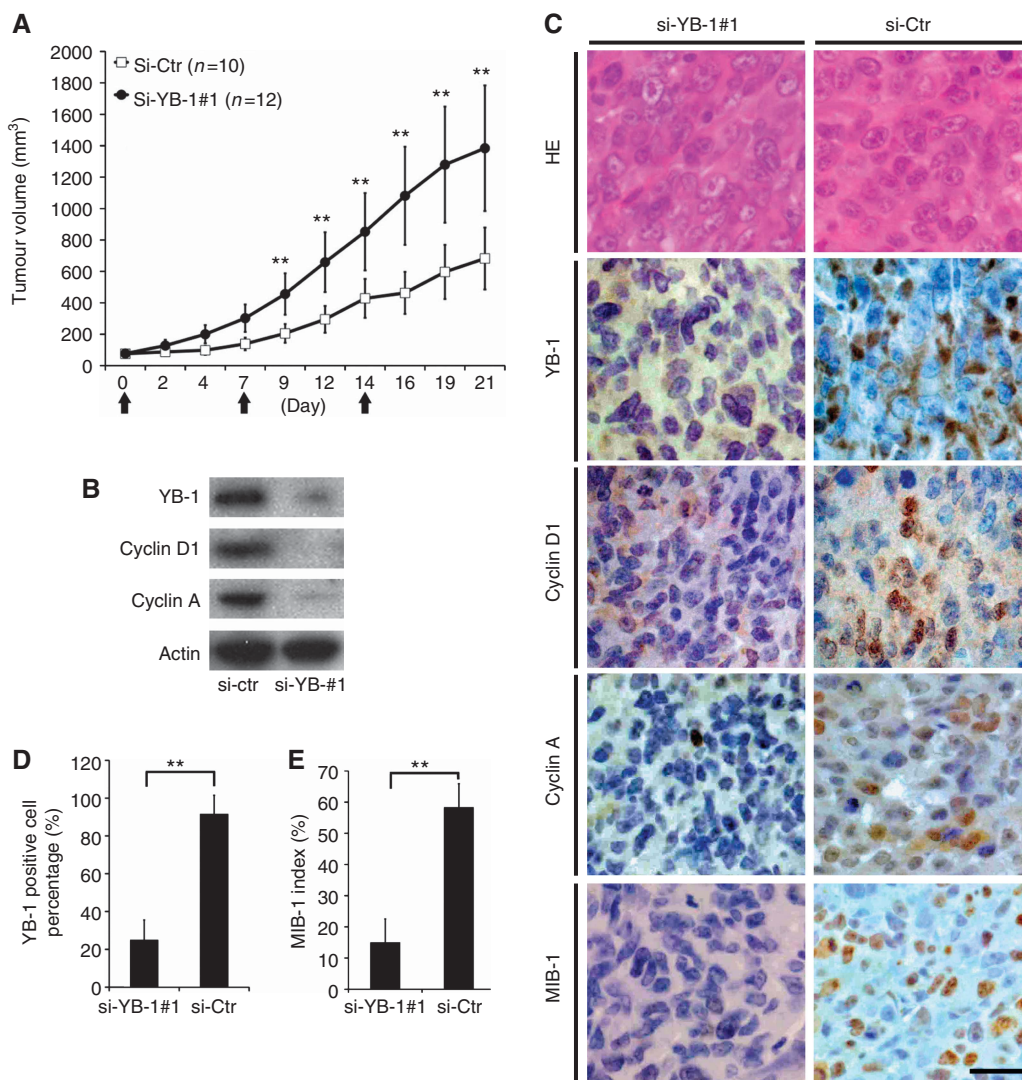 A
2000
1800
1600
1400
1200
1000
800
600
400
200
0
Tumour volume (mm3)
Si-Ctr (n=10)
Si-YB-1#1 (n=12)
** ** ** ** ** ** **
0 2 4 7 9 12 14 16 19 21
(Day)
B
YB-1
Cyclin D1
Cyclin A
Actin
si-ctr si-YB-#1
D
120
100
80
60
40
20
0
YB-1 positive cell
percentage (%)
**
si-YB-1#1 si-Ctr
E
70
60
50
40
30
20
10
0
MIB-1 index (%)
**
si-YB-1#1 si-Ctr
C
si-YB-1#1 si-Ctr
HE
YB-1
Cyclin D1
Cyclin A
MIB-1